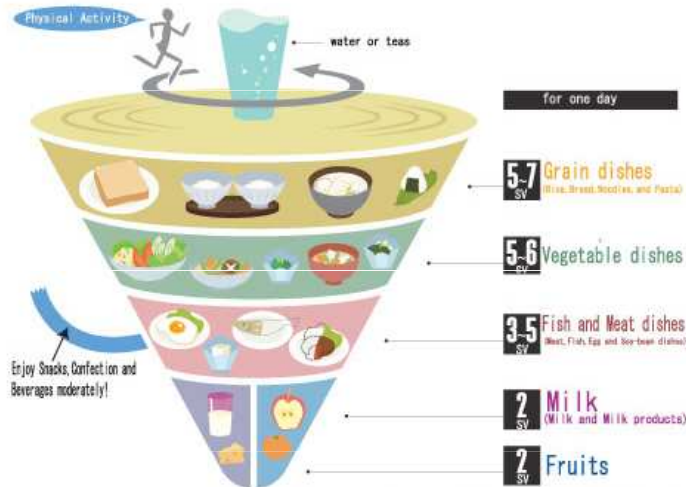 Physical Activity
water or teas
for one day
5~7
SV
Grain dishes
(Rice, Bread, Noodles, and Pasta)
5~6
SV
Vegetable dishes
3~5
SV
Fish and Meat dishes
(Meat, Fish, Egg and Soy-bean dishes)
Enjoy Snacks, Confection and
Beverages moderately!
2
SV
Milk
(Milk and Milk products)
2
SV
Fruits